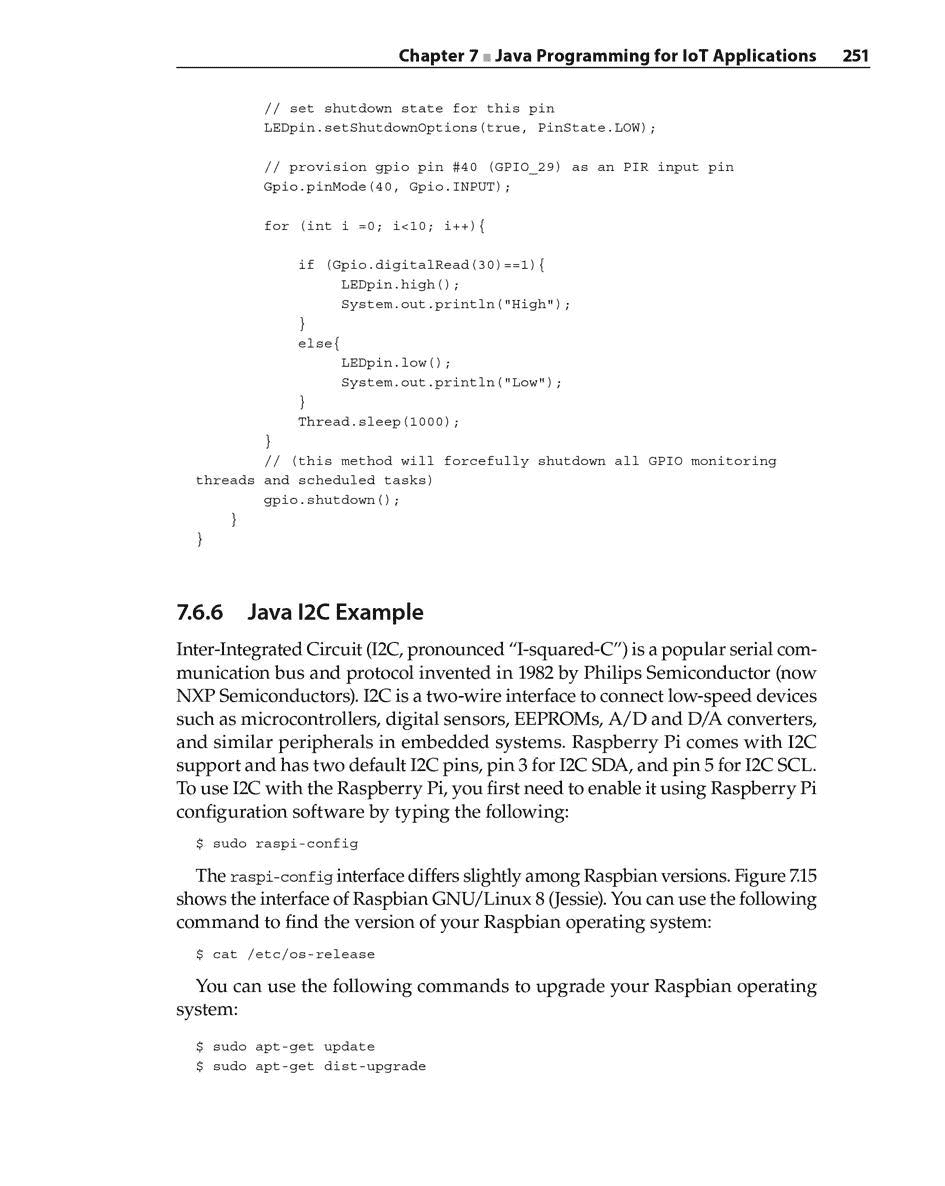 Chapter 7 ■ Java Programming for IoT Applications 251
// set shutdown state for this pin
LEDpin.setShutdownOptions(true, PinState.LOW);
// provision gpio pin #40 (GPIO_29) as an PIR input pin
Gpio.pinMode(40, Gpio.INPUT);
for (int i =0; i<10; i++){
if (Gpio.digitalRead(30)==1){
LEDpin.high();
System.out.println("High");
}
else{
LEDpin.low();
System.out.println("Low");
}
Thread.sleep(1000);
}
// (this method will forcefully shutdown all GPIO monitoring
threads and scheduled tasks)
gpio.shutdown();
}
}
7.6.6 Java I2C Example
Inter-Integrated Circuit (I2C, pronounced “I-squared-C”) is a popular serial com-
munication bus and protocol invented in 1982 by Philips Semiconductor (now
NXP Semiconductors). I2C is a two-wire interface to connect low-speed devices
such as microcontrollers, digital sensors, EEPROMs, A/D and D/A converters,
and similar peripherals in embedded systems. Raspberry Pi comes with I2C
support and has two default I2C pins, pin 3 for I2C SDA, and pin 5 for I2C SCL.
To use I2C with the Raspberry Pi, you first need to enable it using Raspberry Pi
configuration software by typing the following:
$ sudo raspi-config
The raspi-config interface differs slightly among Raspbian versions. Figure 7.15
shows the interface of Raspbian GNU/Linux 8 (Jessie). You can use the following
command to find the version of your Raspbian operating system:
$ cat /etc/os-release
You can use the following commands to upgrade your Raspbian operating
system:
$ sudo apt-get update
$ sudo apt-get dist-upgrade